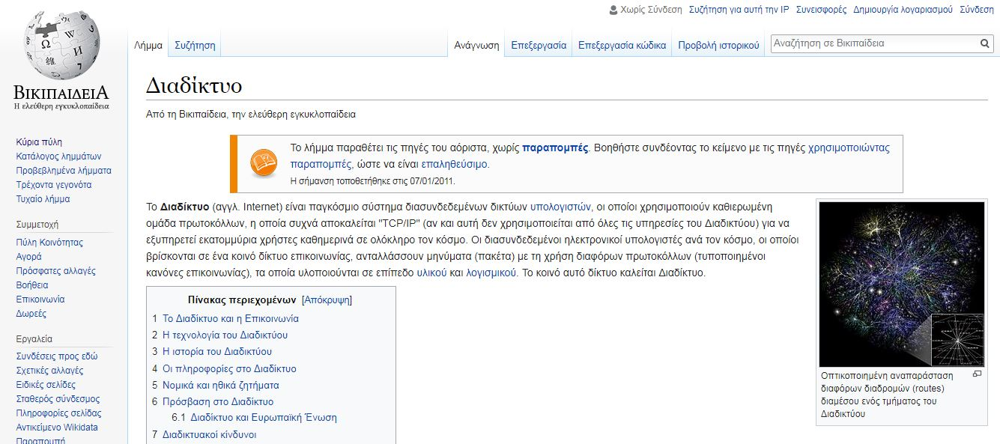 Χωρίς Σύνδεση Συζήτηση για αυτή την IP Συνεισφορές Δημιουργία λογαριασμού Σύνδεση
Λήμμα Συζήτηση Ανάγνωση Επεξεργασία Επεξεργασία κώδικα Προβολή ιστορικού Αναζήτηση σε Βικιπαίδεια
ΒΙΚΙΠΑΙΔΕΙΑ
Η ελεύθερη εγκυκλοπαίδεια
Κύρια πύλη
Κατάλογος λημμάτων
Προβεβλημένα λήμματα
Τρέχοντα γεγονότα
Τυχαίο λήμμα
Συμμετοχή
Πύλη Κοινότητας
Αγορά
Πρόσφατες αλλαγές
Βοήθεια
Επικοινωνία
Δωρεές
Εργαλεία
Συνδέσεις προς εδώ
Σχετικές αλλαγές
Ειδικές σελίδες
Σταθερός σύνδεσμος
Πληροφορίες σελίδας
Αντικείμενο Wikidata
Παραπομπή
Διαδίκτυο
Από τη Βικιπαίδεια, την ελεύθερη εγκυκλοπαίδεια
Το λήμμα παραθέτει τις πηγές του αόριστα, χωρίς παραπομπές. Βοηθήστε συνδέοντας το κείμενο με τις πηγές χρησιμοποιώντας
παραπομπές, ώστε να είναι επαληθεύσιμο.
Η σήμανση τοποθετήθηκε στις 07/01/2011.
Το Διαδίκτυο (αγγλ. Internet) είναι παγκόσμιο σύστημα διασυνδεδεμένων δικτύων υπολογιστών, οι οποίοι χρησιμοποιούν καθιερωμένη
ομάδα πρωτοκόλλων, η οποία συχνά αποκαλείται "TCP/IP" (αν και αυτή δεν χρησιμοποιείται από όλες τις υπηρεσίες του Διαδικτύου) για να
εξυπηρετεί εκατομμύρια χρήστες καθημερινά σε ολόκληρο τον κόσμο. Οι διασυνδεδεμένοι ηλεκτρονικοί υπολογιστές ανά τον κόσμο, οι οποίοι
βρίσκονται σε ένα κοινό δίκτυο επικοινωνίας, ανταλλάσσουν μηνύματα (πακέτα) με τη χρήση διαφόρων πρωτοκόλλων (τυποποιημένοι
κανόνες επικοινωνίας), τα οποία υλοποιούνται σε επίπεδο υλικού και λογισμικού. Το κοινό αυτό δίκτυο καλείται Διαδίκτυο.
Πίνακας περιεχομένων [Απόκρυψη]
1 Το Διαδίκτυο και η Επικοινωνία
2 Η τεχνολογία του Διαδικτύου
3 Η ιστορία του Διαδικτύου
4 Οι πληροφορίες στο Διαδίκτυο
5 Νομικά και ηθικά ζητήματα
6 Πρόσβαση στο Διαδίκτυο
6.1 Διαδίκτυο και Ευρωπαϊκή Ένωση
7 Διαδικτυακοί κίνδυνοι
Οπτικοποιημένη αναπαράσταση
διαφόρων διαδρομών (routes)
διαμέσου ενός τμήματος του
Διαδικτύου